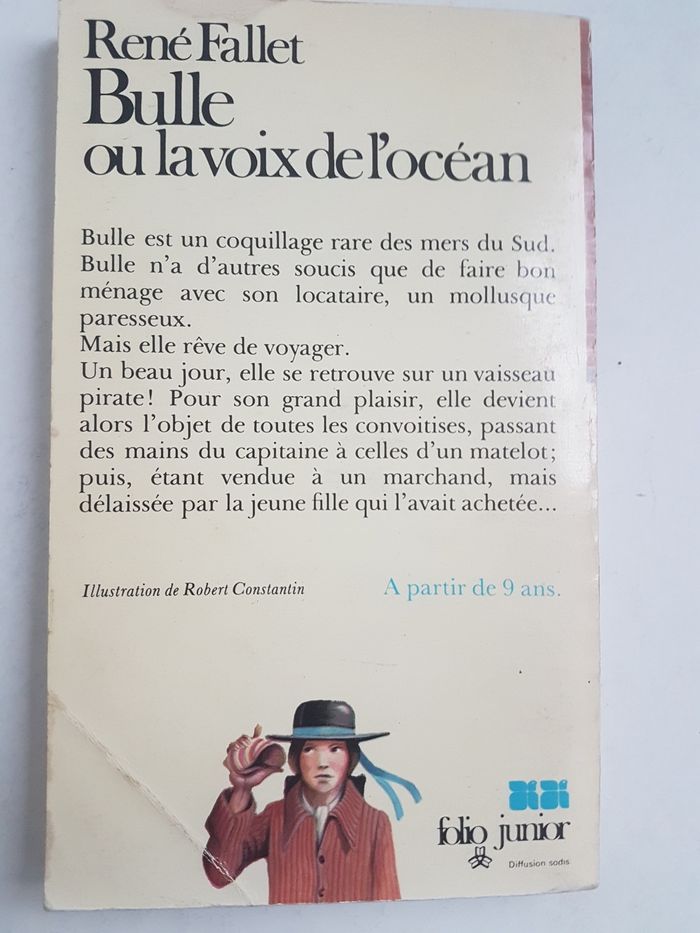 René Fallet
Bulle
ou la voix de l'océan
Bulle est un coquillage rare des mers du Sud.
Bulle n'a d'autres soucis que de faire bon
ménage avec son locataire, un mollusque
paresseux.
Mais elle rêve de voyager.
Un beau jour, elle se retrouve sur un vaisseau
pirate! Pour son grand plaisir, elle devient
alors l'objet de toutes les convoitises, passant
des mains du capitaine à celles d'un matelot;
puis, étant vendue à un marchand, mais
délaissée par la jeune fille qui l'avait achetée...
Illustration de Robert Constantin
A partir de 9 ans.
folio junior
Diffusion sodis